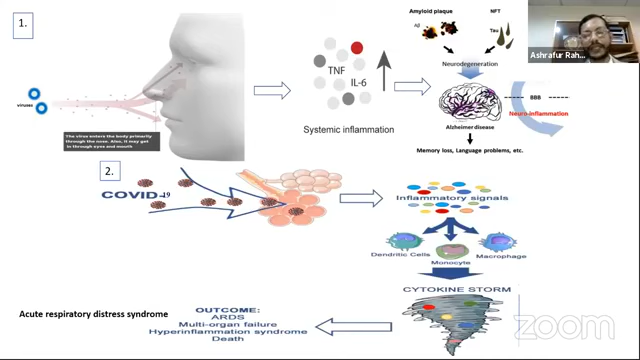 1.
viruses
The virus enters the body primarily
through the nose. Also, it may get
in through eyes and mouth
TNF
IL-6
Systemic inflammation
Amyloid plaque
NFT
Aβ
Tau
Neurodegeneration
BBB
Neuro-inflammation
Alzheimer disease
Memory loss, Language problems, etc.
Ashrafur Rah
2.
COVID-19
Inflammatory signals
Dendritic Cells
Monocyte
Macrophage
CYTOKINE STORM
Acute respiratory distress syndrome
OUTCOME:
ARDS
Multi-organ failure
Hyperinflammation syndrome
Death
zoom